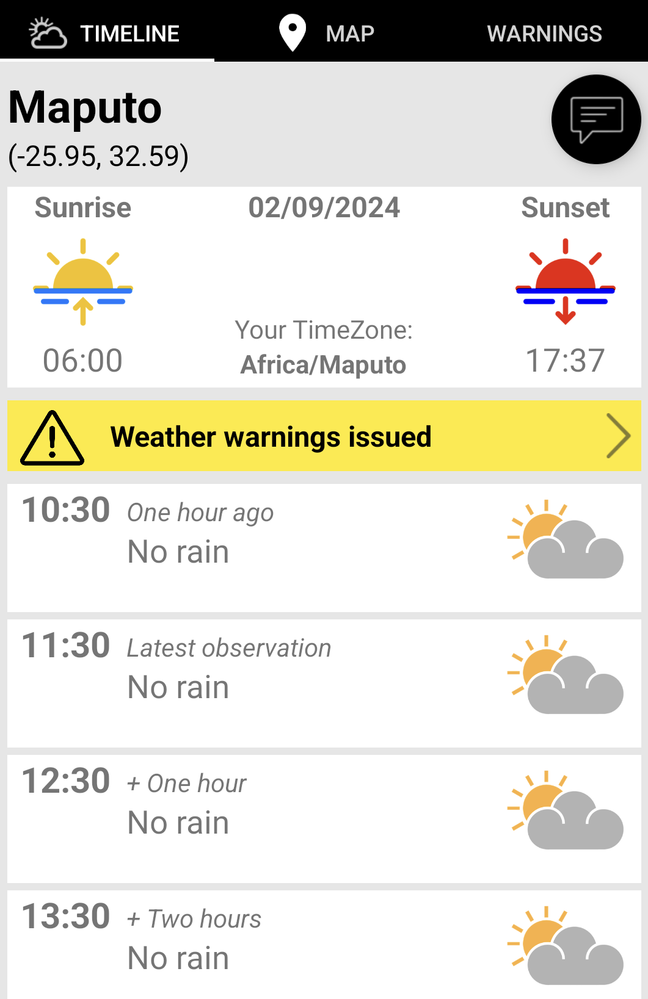 TIMELINE MAP WARNINGS
Maputo
(-25.95, 32.59)
Sunrise 02/09/2024 Sunset
Your TimeZone:
06:00 Africa/Maputo 17:37
Weather warnings issued
10:30 One hour ago
No rain
11:30 Latest observation
No rain
12:30 + One hour
No rain
13:30 + Two hours
No rain